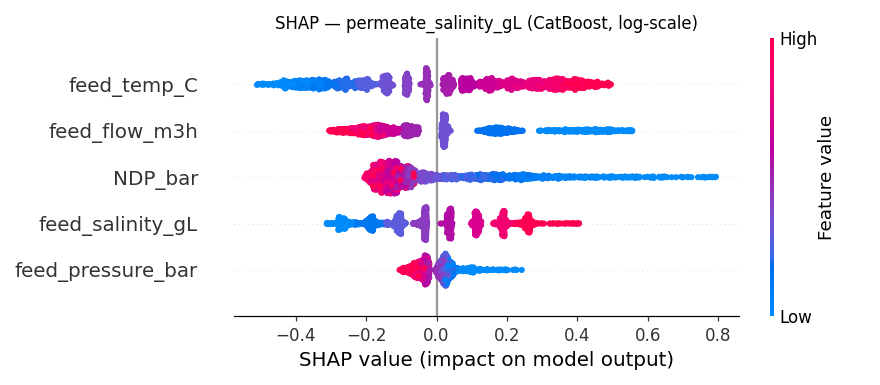 SHAP — permeate_salinity_gL (CatBoost, log-scale)
High
feed_temp_C
feed_flow_m3h
NDP_bar
feed_salinity_gL
feed_pressure_bar
Feature value
Low
−0.4 −0.2 0.0 0.2 0.4 0.6 0.8
SHAP value (impact on model output)